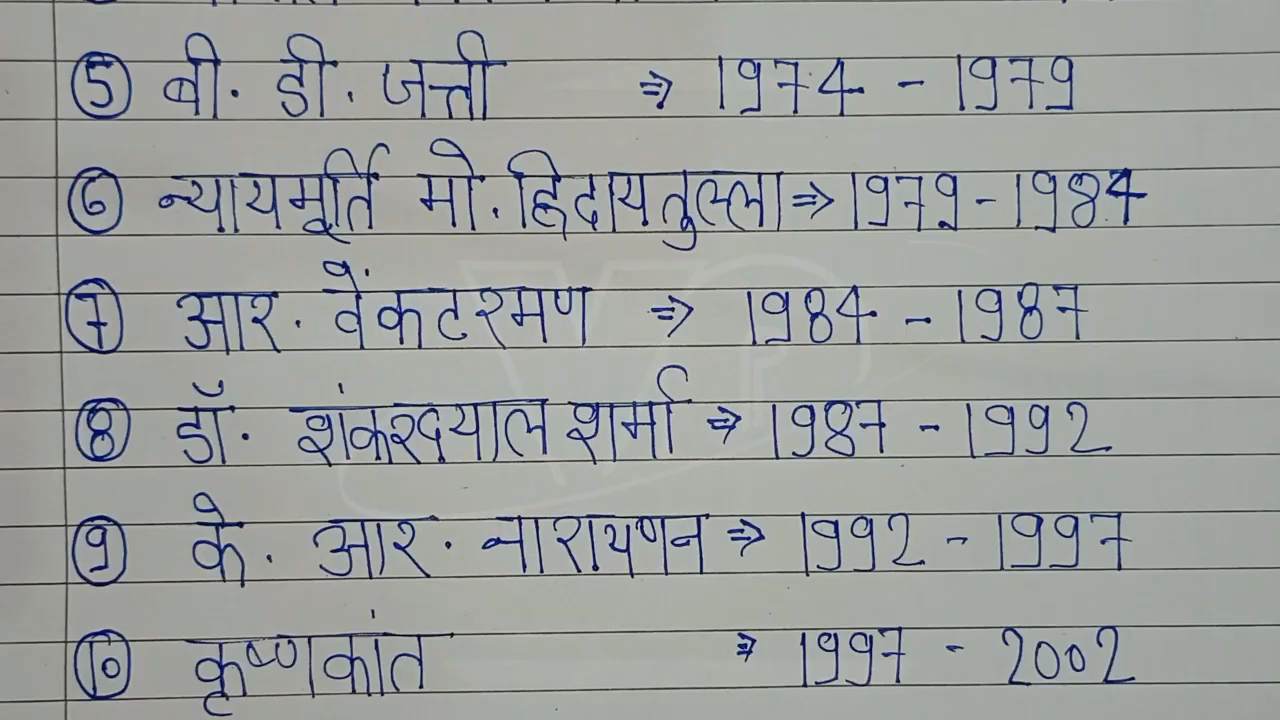 5 बी. डी. जत्ती ⇒ 1974 - 1979
6 न्यायमूर्ति मो. हिदायतुल्ला ⇒ 1979 - 1984
7 आर. वेंकटरमण ⇒ 1984 - 1987
8 डॉ. शंकरदयाल शर्मा ⇒ 1987 - 1992
9 के. आर. नारायणन ⇒ 1992 - 1997
10 कृष्णकांत ⇒ 1997 - 2002